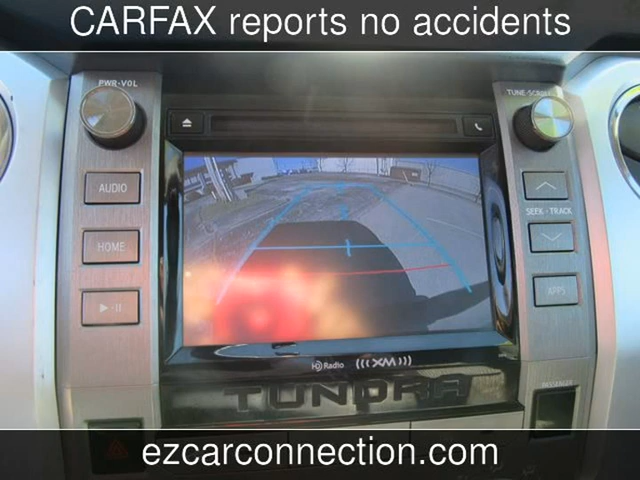 CARFAX reports no accidents
PWR•VOL
TUNE•SCROLL
AUDIO
SEEK • TRACK
HOME
APPS
HD Radio
(((XM)))
TUNDRA
PASSENGER
ezcarconnection.com